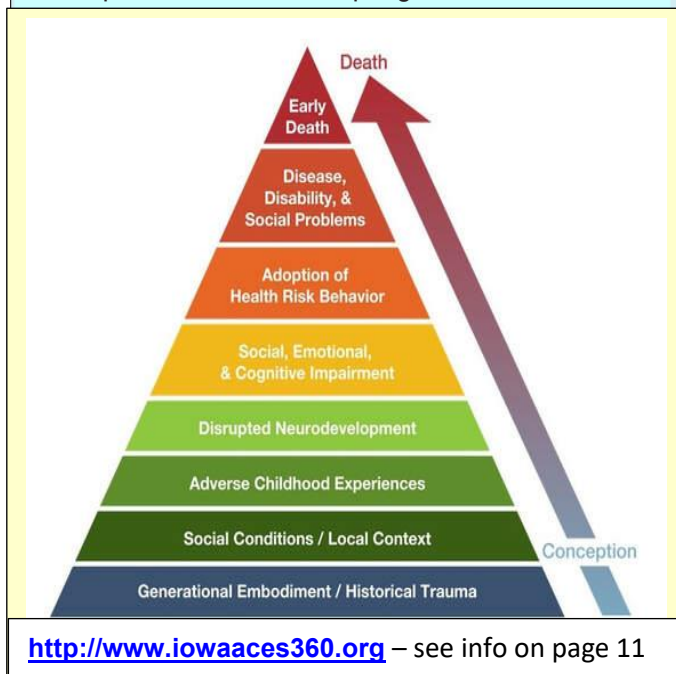 Death
Early
Death
Disease,
Disability, &
Social Problems
Adoption of
Health Risk Behavior
Social, Emotional,
& Cognitive Impairment
Disrupted Neurodevelopment
Adverse Childhood Experiences
Social Conditions / Local Context
Conception
Generational Embodiment / Historical Trauma
http://www.iowaaces360.org – see info on page 11